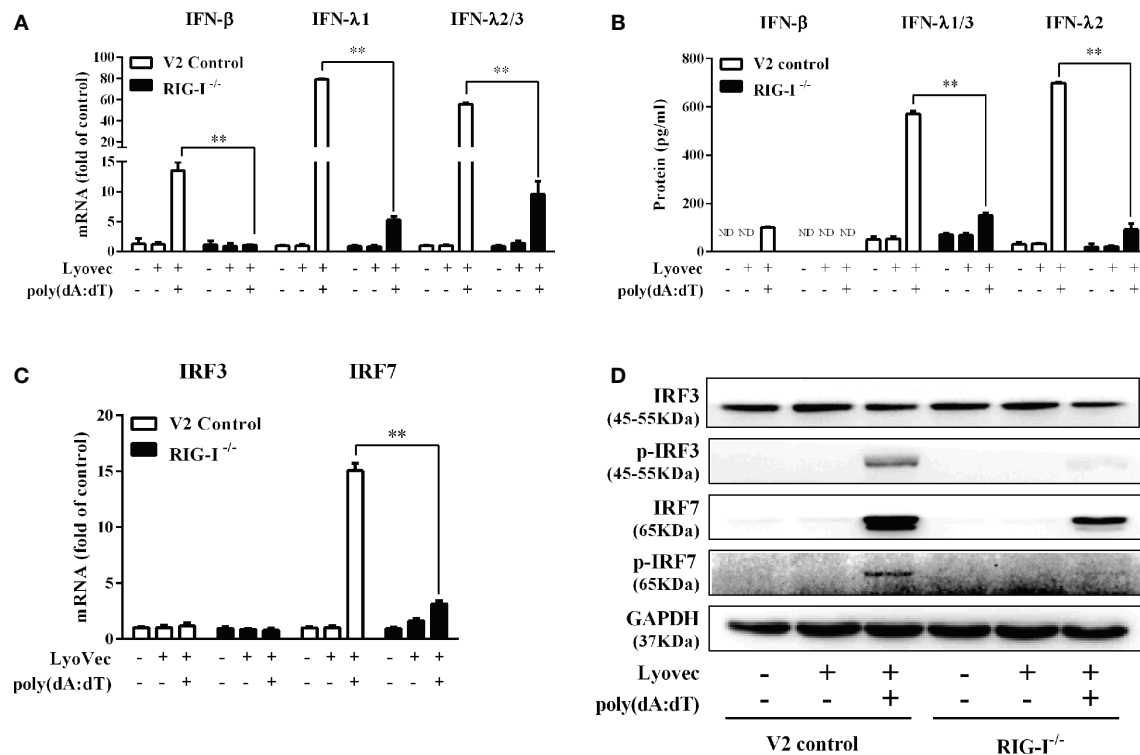 A
IFN-β IFN-λ1 IFN-λ2/3
V2 Control
RIG-I-/-
mRNA (fold of control)
100
80
60
40
20
15
10
5
0
** ** **
Lyovec - + + - + + - + + - + + - + + - + +
poly(dA:dT) - - + - - + - - + - - + - - + - - +
B
IFN-β IFN-λ1/3 IFN-λ2
V2 control
RIG-I-/-
Protein (pg/ml)
800
600
400
200
0
** **
ND ND ND ND ND
Lyovec - + + - + + - + + - + + - + + - + +
poly(dA:dT) - - + - - + - - + - - + - - + - - +
C
IRF3 IRF7
V2 Control
RIG-I -/-
mRNA (fold of control)
20
15
10
5
0
**
LyoVec - + + - + + - + + - + +
poly(dA:dT) - - + - - + - - + - - +
D
IRF3
(45-55KDa)
p-IRF3
(45-55KDa)
IRF7
(65KDa)
p-IRF7
(65KDa)
GAPDH
(37KDa)
Lyovec - + + - + +
poly(dA:dT) - - + - - +
V2 control RIG-I-/-